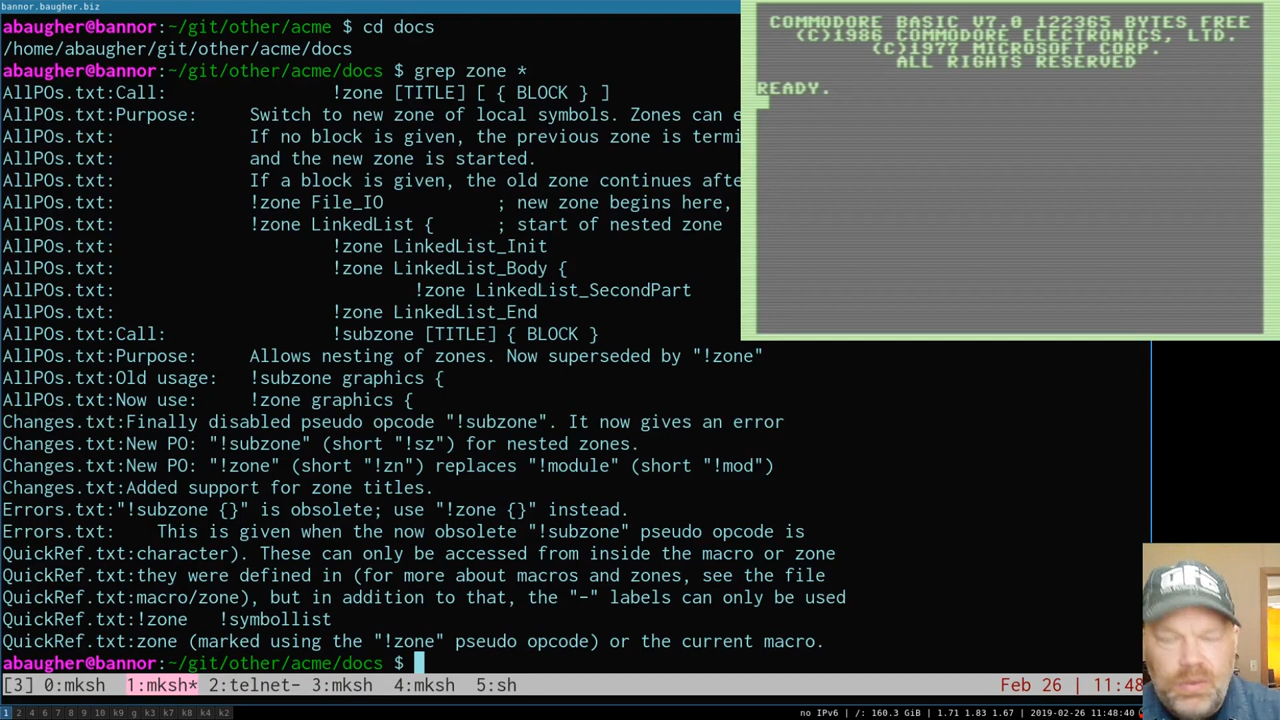 bannor.baugher.biz
abaugher@bannor:~/git/other/acme $ cd docs
/home/abaugher/git/other/acme/docs
abaugher@bannor:~/git/other/acme/docs $ grep zone *
AllPOs.txt:Call: !zone [TITLE] [ { BLOCK } ]
AllPOs.txt:Purpose: Switch to new zone of local symbols. Zones can e
AllPOs.txt: If no block is given, the previous zone is termi
AllPOs.txt: and the new zone is started.
AllPOs.txt: If a block is given, the old zone continues afte
AllPOs.txt: !zone File_IO ; new zone begins here,
AllPOs.txt: !zone LinkedList { ; start of nested zone
AllPOs.txt: !zone LinkedList_Init
AllPOs.txt: !zone LinkedList_Body {
AllPOs.txt: !zone LinkedList_SecondPart
AllPOs.txt: !zone LinkedList_End
AllPOs.txt:Call: !subzone [TITLE] { BLOCK }
AllPOs.txt:Purpose: Allows nesting of zones. Now superseded by "!zone"
AllPOs.txt:Old usage: !subzone graphics {
AllPOs.txt:Now use: !zone graphics {
Changes.txt:Finally disabled pseudo opcode "!subzone". It now gives an error
Changes.txt:New PO: "!subzone" (short "!sz") for nested zones.
Changes.txt:New PO: "!zone" (short "!zn") replaces "!module" (short "!mod")
Changes.txt:Added support for zone titles.
Errors.txt:"!subzone {}" is obsolete; use "!zone {}" instead.
Errors.txt: This is given when the now obsolete "!subzone" pseudo opcode is
QuickRef.txt:character). These can only be accessed from inside the macro or zone
QuickRef.txt:they were defined in (for more about macros and zones, see the file
QuickRef.txt:macro/zone), but in addition to that, the "-" labels can only be used
QuickRef.txt:!zone !symbollist
QuickRef.txt:zone (marked using the "!zone" pseudo opcode) or the current macro.
abaugher@bannor:~/git/other/acme/docs $
[3] 0:mksh 1:mksh* 2:telnet- 3:mksh 4:mksh 5:sh Feb 26 | 11:48
1 2 3 4 5 6 7 8 9 10 k9 g k3 k7 k8 k4 k2 no IPv6 | /: 160.3 GiB | 1.71 1.83 1.67 | 2019-02-26 11:48:40
COMMODORE BASIC V7.0 122365 BYTES FREE
(C)1986 COMMODORE ELECTRONICS, LTD.
(C)1977 MICROSOFT CORP.
ALL RIGHTS RESERVED
READY.